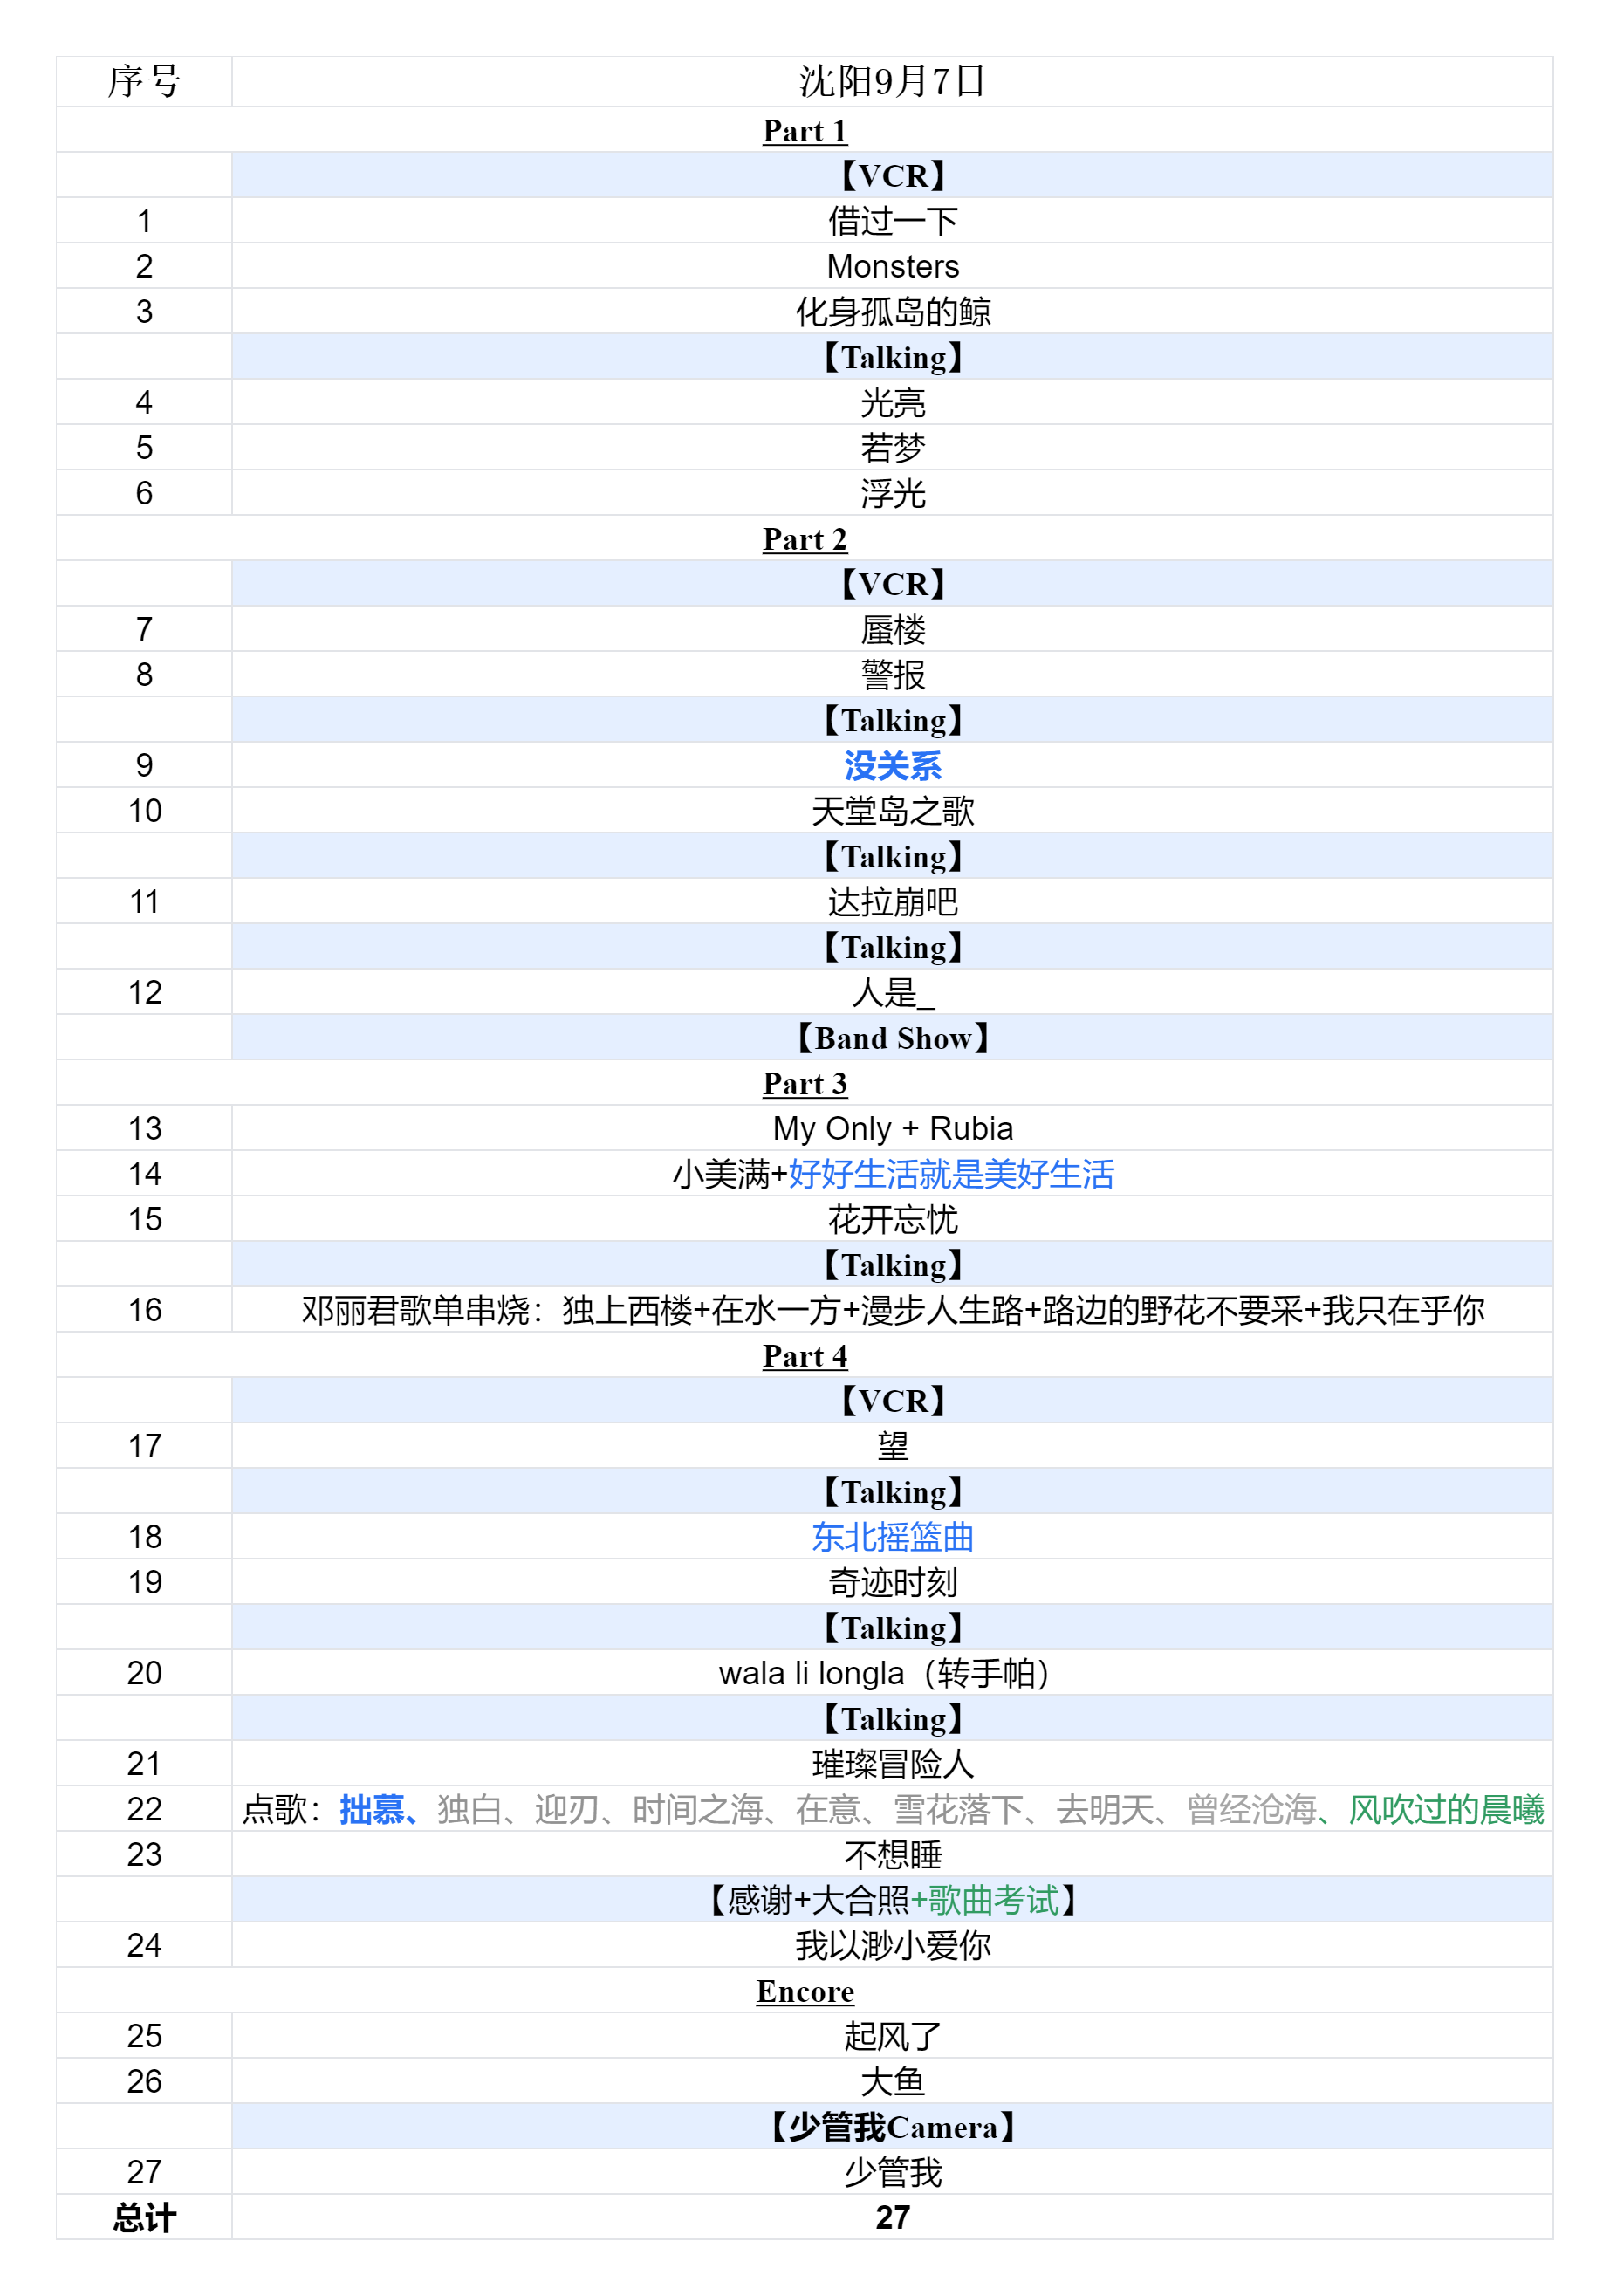 序号 沈阳9月7日
Part 1
【VCR】
1 借过一下
2 Monsters
3 化身孤岛的鲸
【Talking】
4 光亮
5 若梦
6 浮光
Part 2
【VCR】
7 蜃楼
8 警报
【Talking】
9 没关系
10 天堂岛之歌
【Talking】
11 达拉崩吧
【Talking】
12 人是_
【Band Show】
Part 3
13 My Only + Rubia
14 小美满+好好生活就是美好生活
15 花开忘忧
【Talking】
16 邓丽君歌单串烧：独上西楼+在水一方+漫步人生路+路边的野花不要采+我只在乎你
Part 4
【VCR】
17 望
【Talking】
18 东北摇篮曲
19 奇迹时刻
【Talking】
20 wala li longla（转手帕）
【Talking】
21 璀璨冒险人
22 点歌：拙慕、独白、迎刃、时间之海、在意、雪花落下、去明天、曾经沧海、风吹过的晨曦
23 不想睡
【感谢+大合照+歌曲考试】
24 我以渺小爱你
Encore
25 起风了
26 大鱼
【少管我Camera】
27 少管我
总计 27